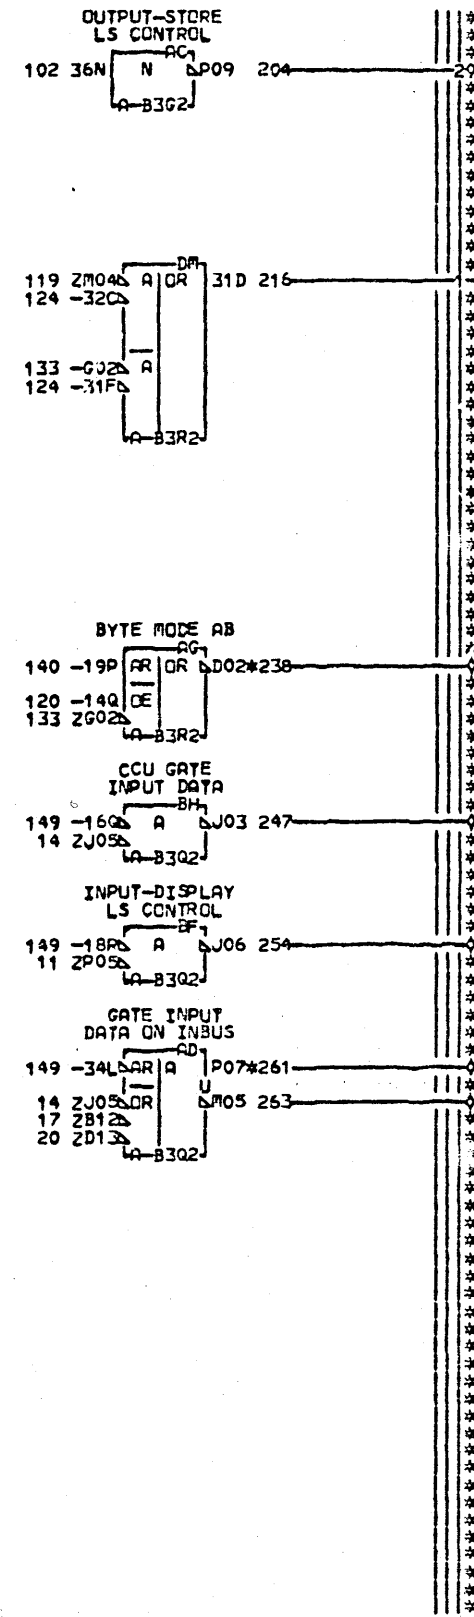 OUTPUT-STORE
LS CONTROL
AC
102 36N N P09 204
A B3G2
DM
119 ZM04 A OR 31D 216
124 -32C
133 -G02 A
124 -31F
A B3R2
BYTE MODE AB
AG
140 -19P AR OR D02*238
120 -14Q OE
133 ZG02
A B3R2
CCU GATE
INPUT DATA
BH
149 -16Q A J03 247
14 ZJ05
A B3Q2
INPUT-DISPLAY
LS CONTROL
BF
149 -18R A J06 254
11 ZP05
A B3Q2
GATE INPUT
DATA ON INBUS
AD
149 -34L AR A P07*261
U
14 ZJ05 OR M05 263
17 ZB12
20 ZD13
A B3Q2